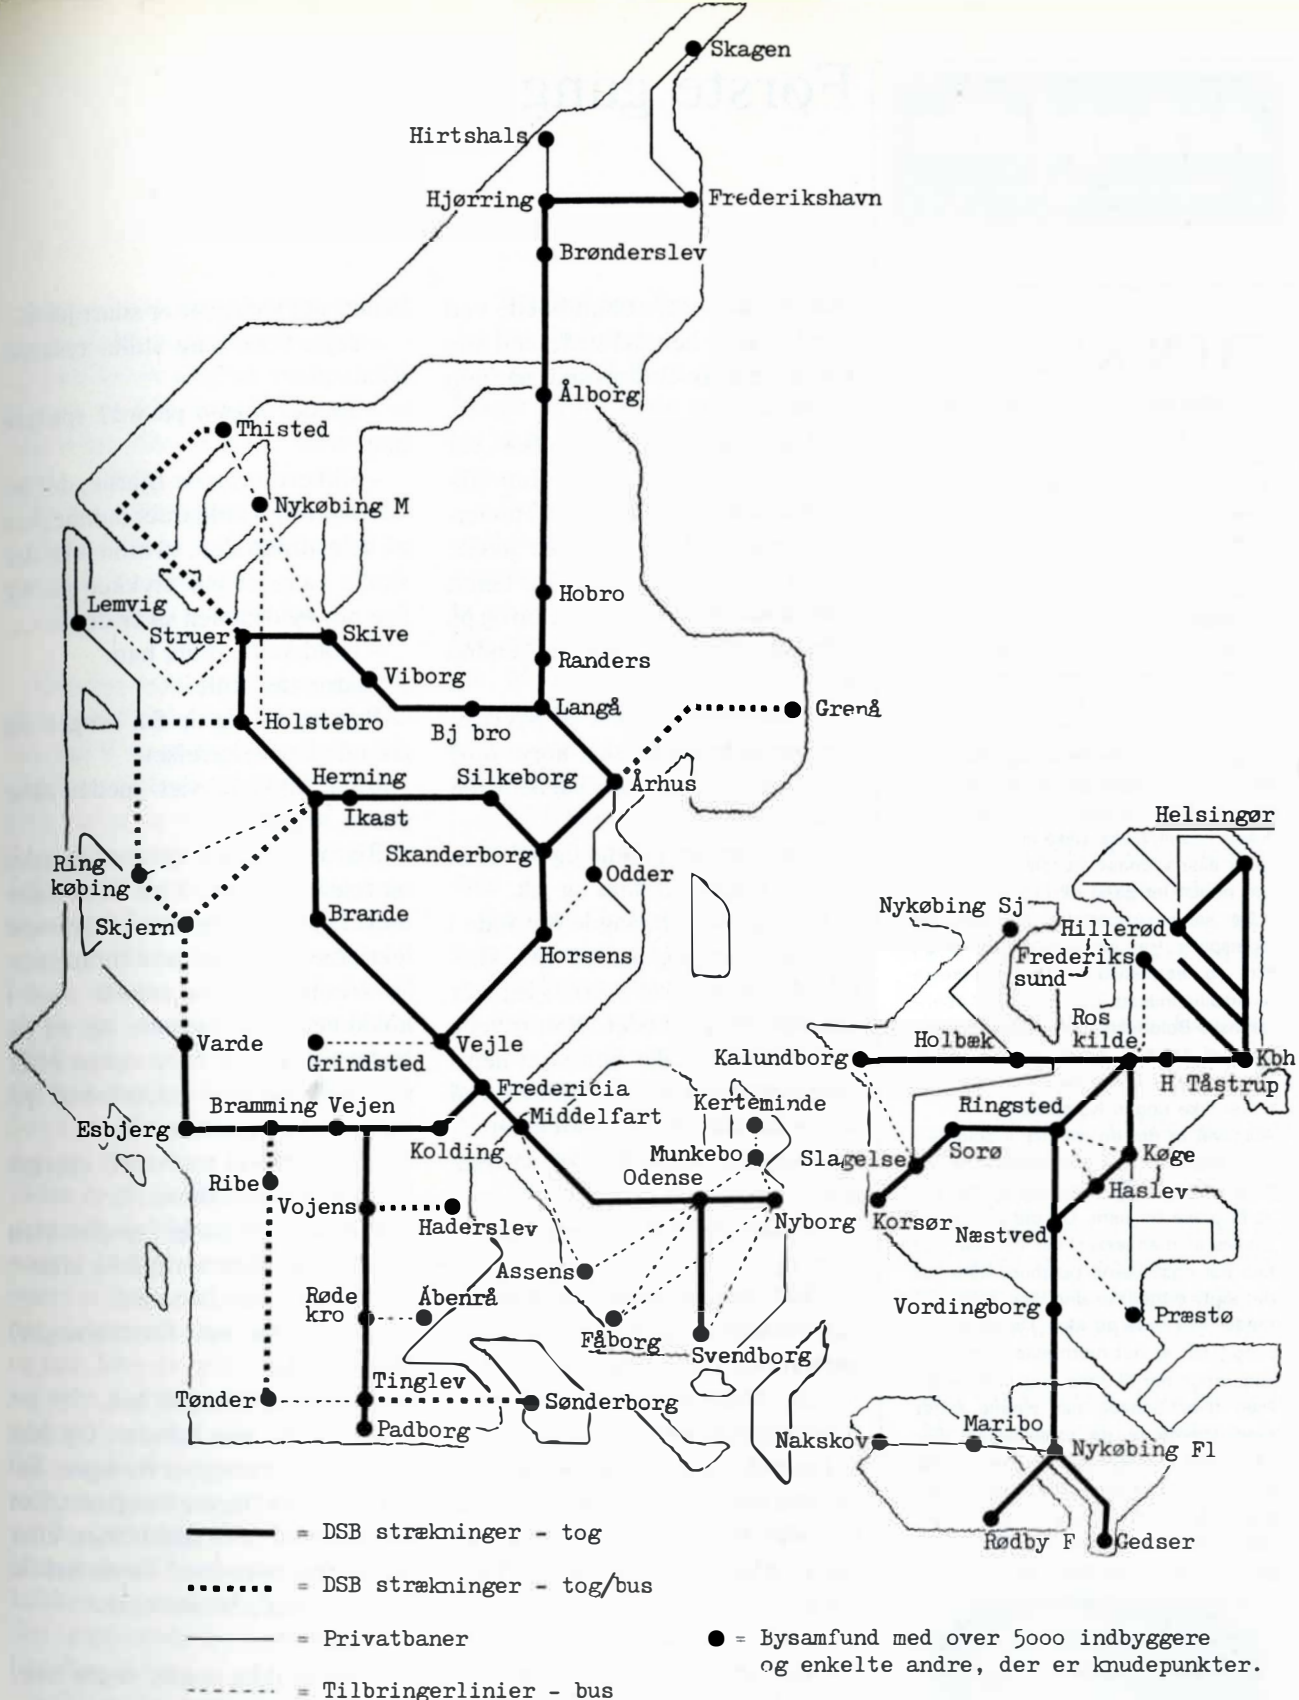 Skagen
Hirtshals
Hjørring
Frederikshavn
Brønderslev
Ålborg
Thisted
Nykøbing M
Hobro
Lemvig
Struer
Skive
Randers
Viborg
Langå
Grenå
Holstebro
Bj bro
Herning
Silkeborg
Århus
Ikast
Helsingør
Skanderborg
Ring
købing
Odder
Brande
Nykøbing Sj
Skjern
Hillerød
Horsens
Frederiks
sund
Ros
kilde
Varde
Vejle
Grindsted
Kalundborg
Holbæk
Kbh
H Tåstrup
Fredericia
Bramming
Vejen
Middelfart
Kerteminde
Ringsted
Esbjerg
Kolding
Munkebo
Slagelse
Sorø
Køge
Ribe
Odense
Haslev
Vojens
Haderslev
Nyborg
Korsør
Næstved
Assens
Røde
kro
Åbenrå
Vordingborg
Præstø
Fåborg
Svendborg
Tinglev
Tønder
Sønderborg
Padborg
Nakskov
Maribo
Nykøbing Fl
Rødby F
Gedser
= DSB strækninger - tog
= DSB strækninger - tog/bus
= Privatbaner
= Tilbringerlinier - bus
= Bysamfund med over 5000 indbyggere
og enkelte andre, der er knudepunkter.